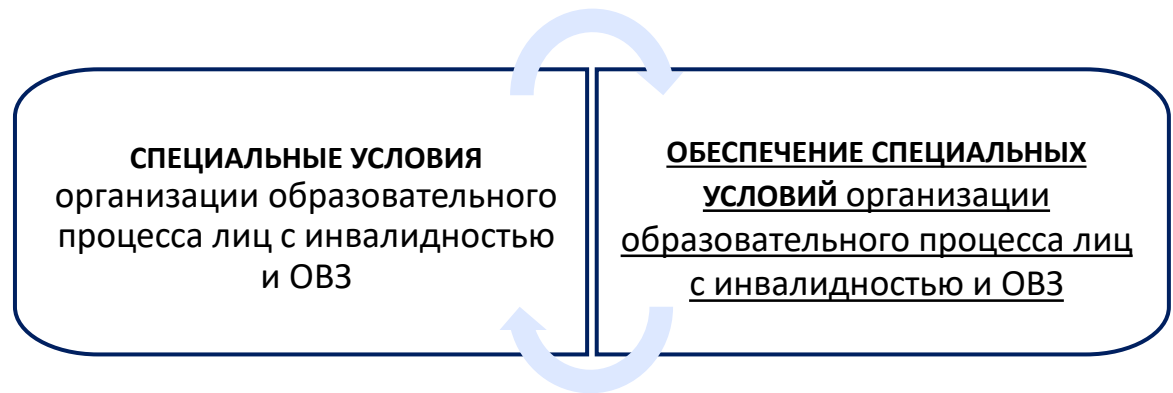 СПЕЦИАЛЬНЫЕ УСЛОВИЯ
организации образовательного
процесса лиц с инвалидностью
и ОВЗ
ОБЕСПЕЧЕНИЕ СПЕЦИАЛЬНЫХ
УСЛОВИЙ организации
образовательного процесса лиц
с инвалидностью и ОВЗ